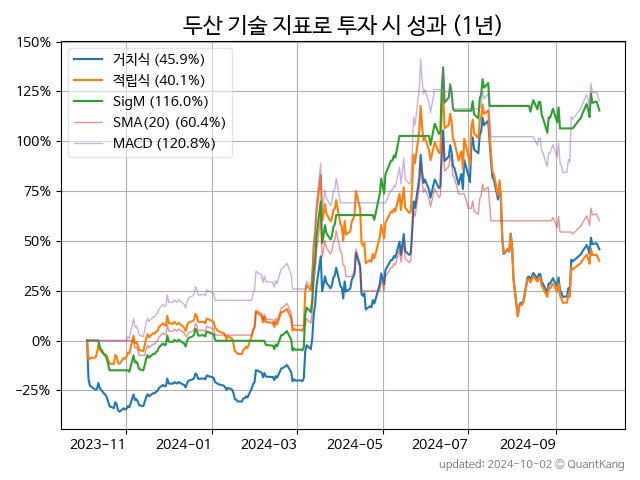 두산 기술 지표로 투자 시 성과 (1년)
150%
125%
100%
75%
50%
25%
0%
−25%
거치식 (45.9%)
적립식 (40.1%)
SigM (116.0%)
SMA(20) (60.4%)
MACD (120.8%)
2023−11
2024−01
2024−03
2024−05
2024−07
2024−09
updated: 2024-10-02 © QuantKang